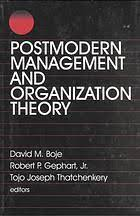 POSTMODERN
MANAGEMENT
AND
ORGANIZATION
THEORY
David M. Boje
Robert P. Gephart, Jr.
Tojo Joseph Thatchenkery
editors